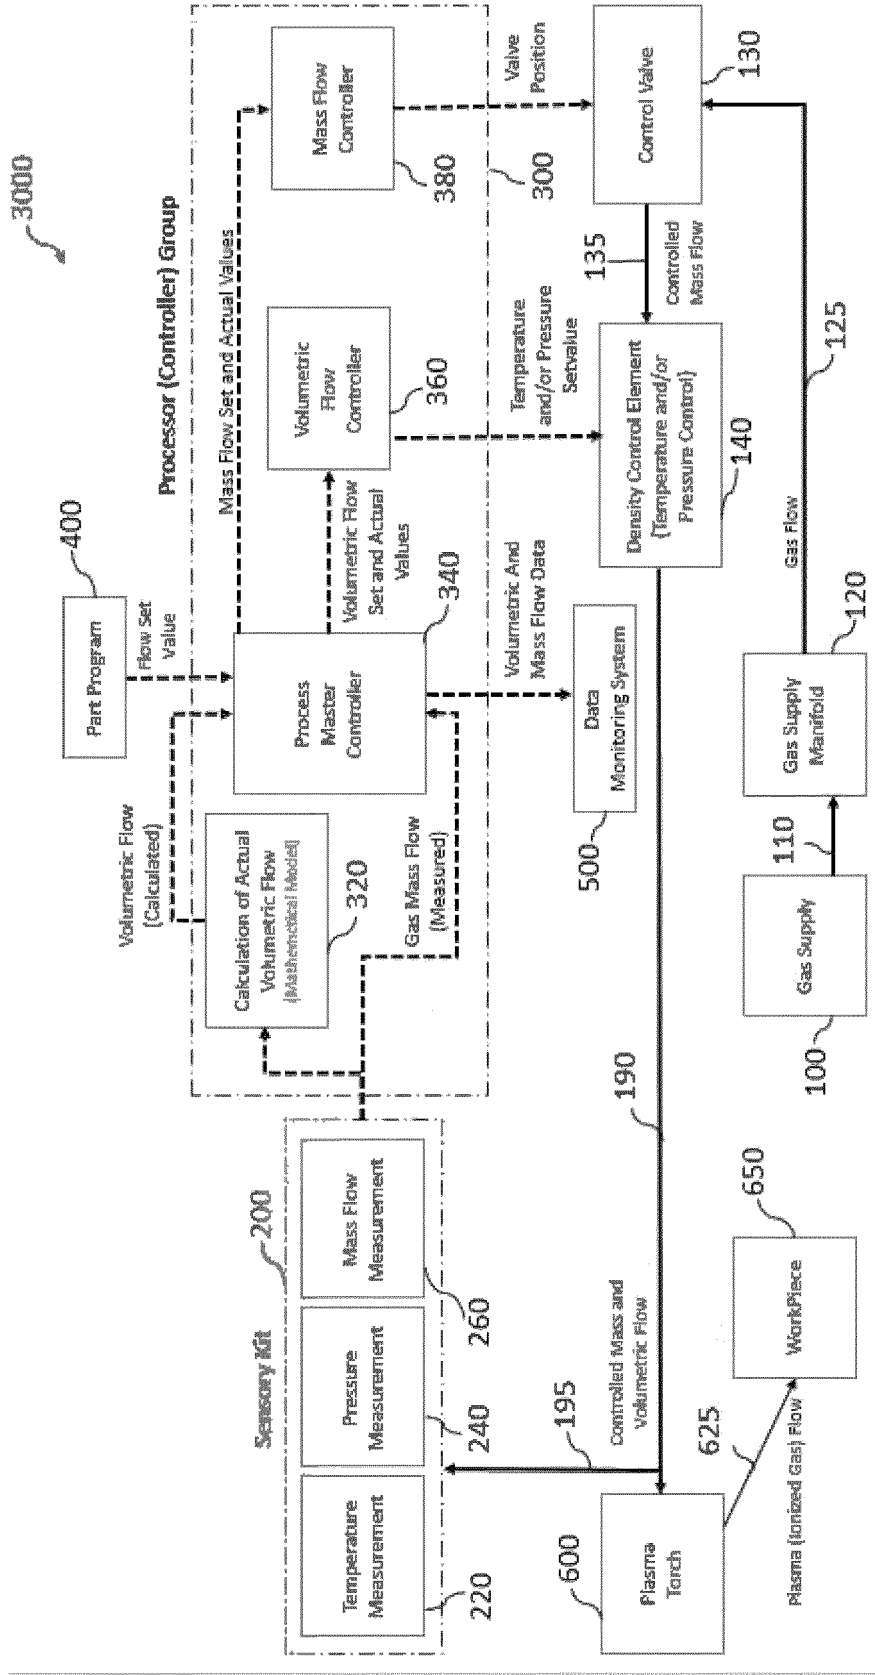 3000
Processor (Controller) Group
400
Part Program
Flow Set
Value
Volumetric Flow
(Calculated)
Mass Flow Set and Actual Values
Sensory Kit
200
Temperature
Measurement
220
Pressure
Measurement
240
Mass Flow
Measurement
260
Calculation of Actual
Volumetric Flow
(Mathematical Model)
320
Gas Mass Flow
(Measured)
Process
Master
Controller
340
Volumetric Flow
Set and Actual
Values
Volumetric
Flow
Controller
360
Mass Flow
Controller
380
300
Volumetric And
Mass Flow Data
Temperature
and/or Pressure
Setvalue
Valve
Position
500
Data
Monitoring System
Density Control Element
(Temperature and/or
Pressure Control)
140
135
Controlled
Mass Flow
Control Valve
130
195
Controlled Mass and
Volumetric Flow
190
600
Plasma
Torch
625
Plasma (Ionized Gas) Flow
WorkPiece
650
100
Gas Supply
110
Gas Supply
Manifold
120
Gas Flow
125